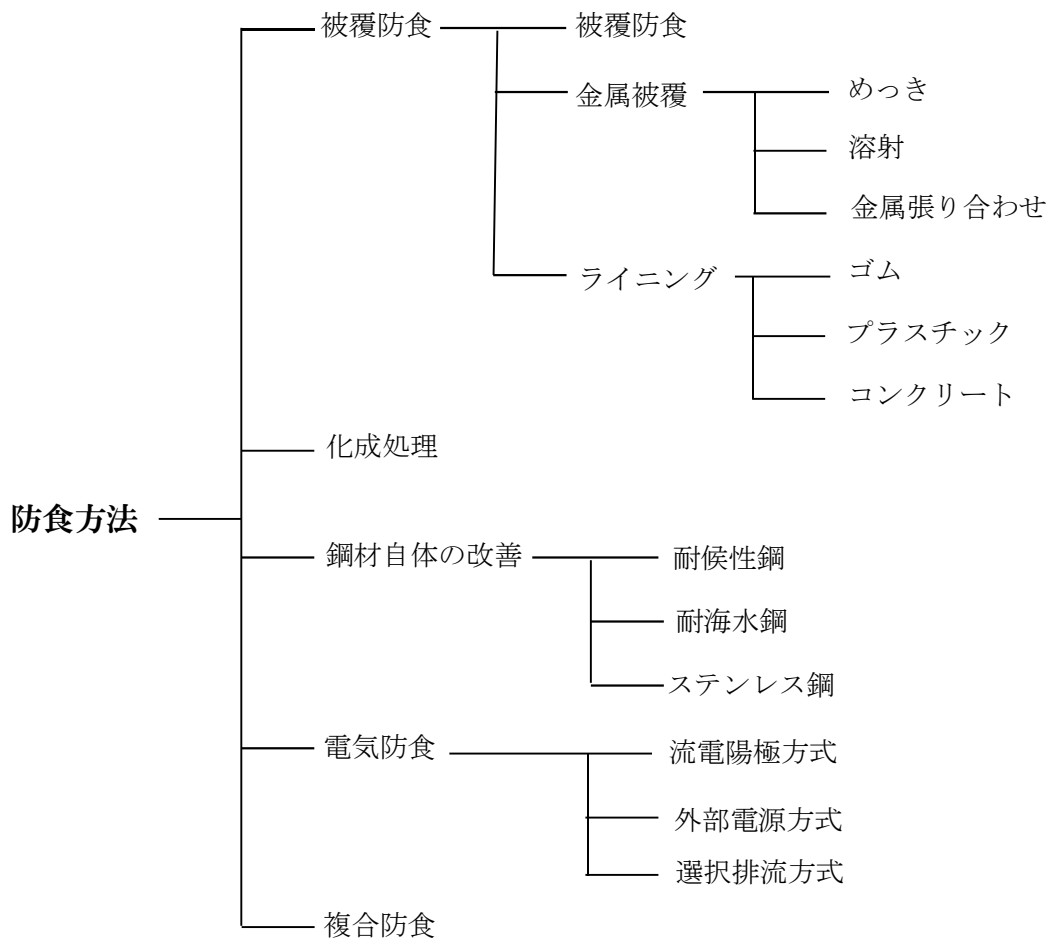 被覆防食
被覆防食
金属被覆
めっき
溶射
金属張り合わせ
ライニング
ゴム
プラスチック
コンクリート
化成処理
防食方法
鋼材自体の改善
耐候性鋼
耐海水鋼
ステンレス鋼
電気防食
流電陽極方式
外部電源方式
選択排流方式
複合防食